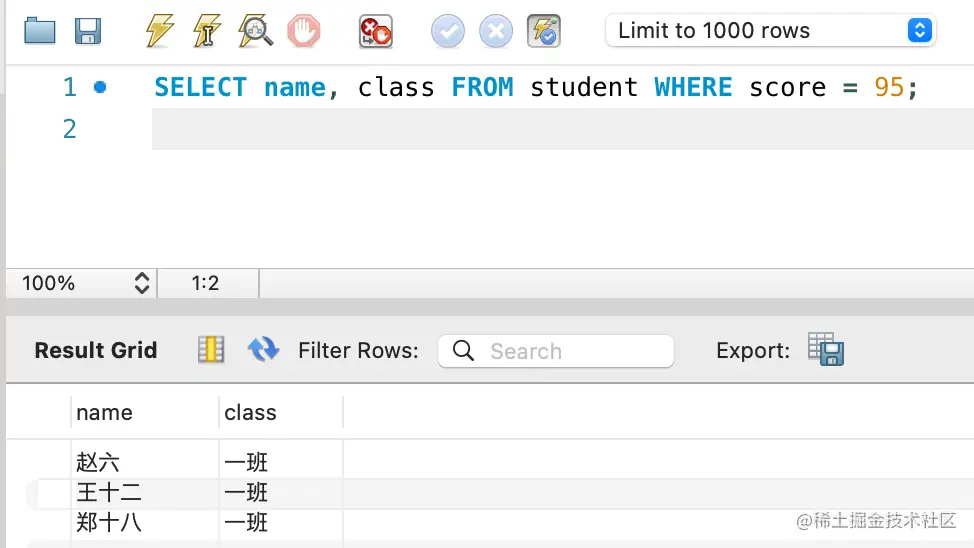 Limit to 1000 rows
1 SELECT name, class FROM student WHERE score = 95;
2
100% 1:2
Result Grid Filter Rows: Search Export:
name class
赵六 一班
王十二 一班
郑十八 一班
@稀土掘金技术社区